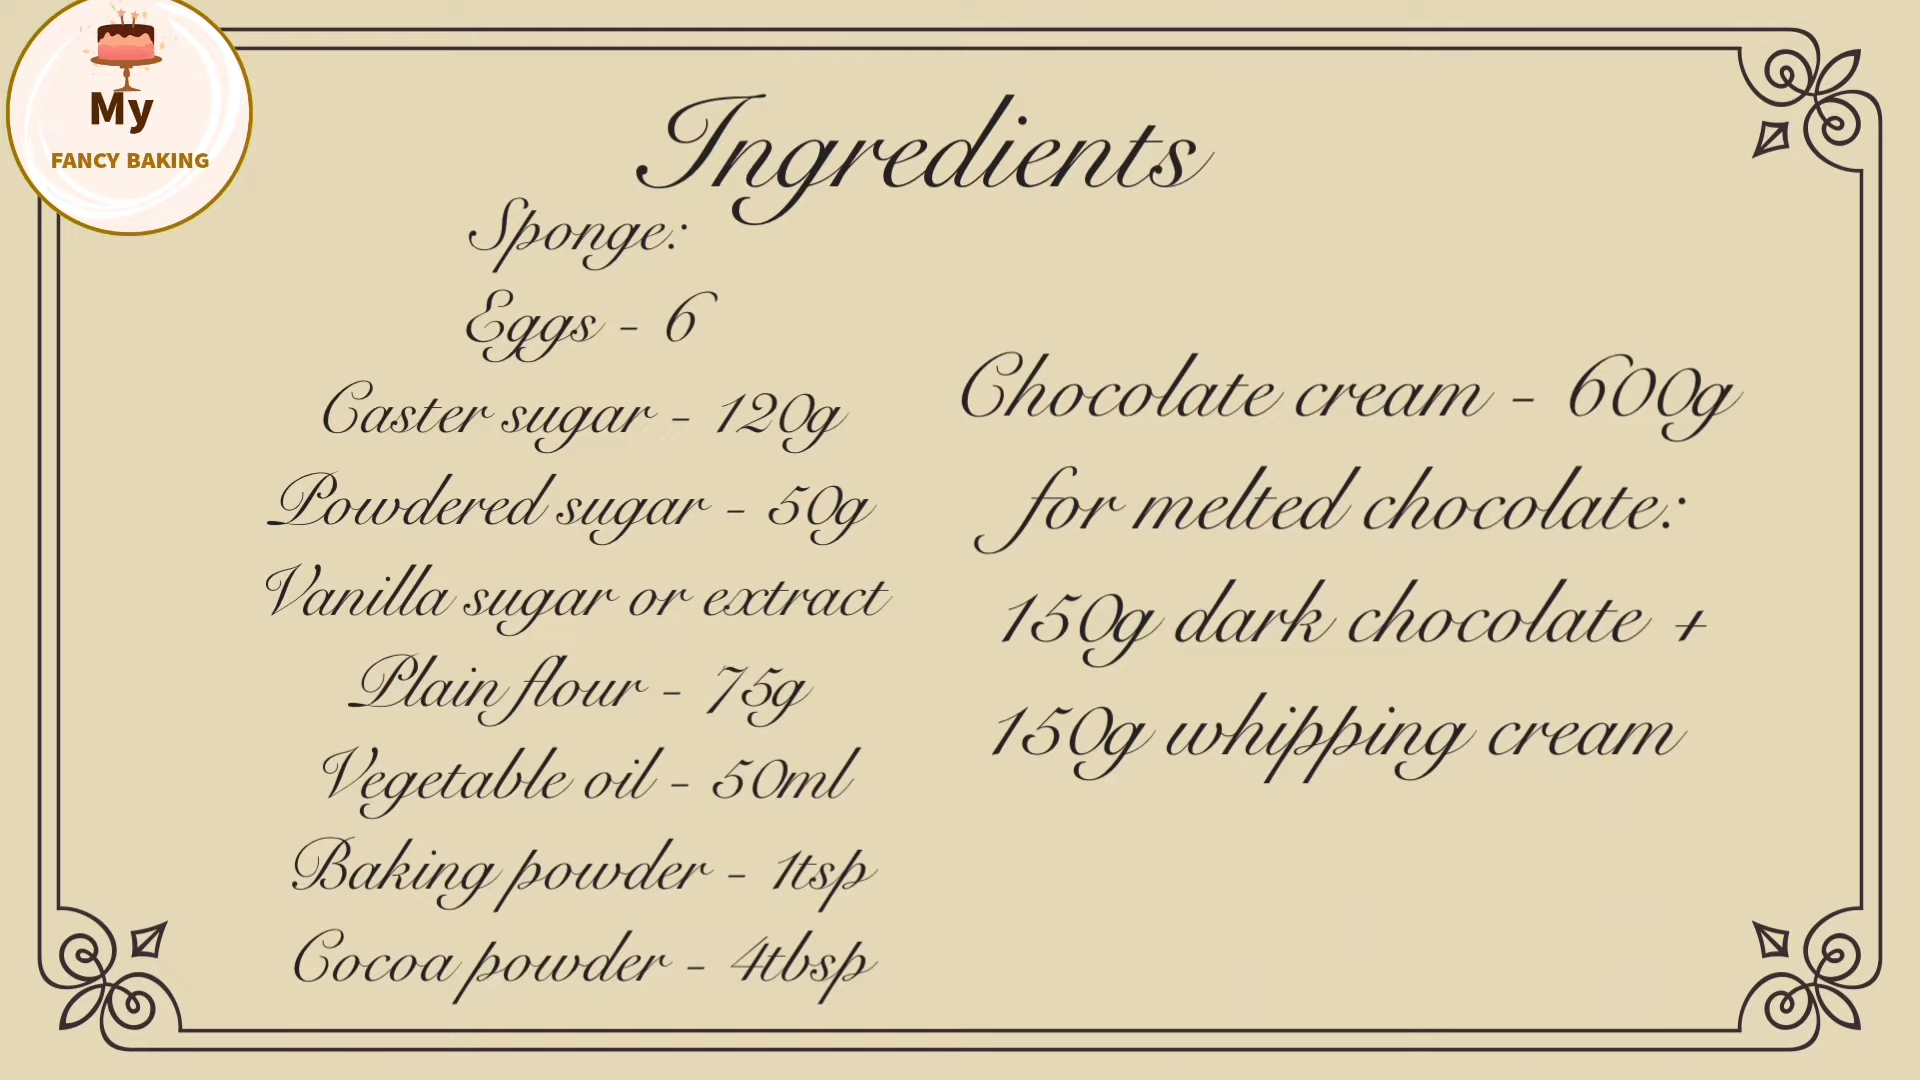 My
FANCY BAKING
Ingredients
Sponge:
Eggs - 6
Caster sugar - 120g
Powdered sugar - 50g
Vanilla sugar or extract
Plain flour - 75g
Vegetable oil - 50ml
Baking powder - 1tsp
Cocoa powder - 4tbsp
Chocolate cream - 600g
for melted chocolate:
150g dark chocolate +
150g whipping cream